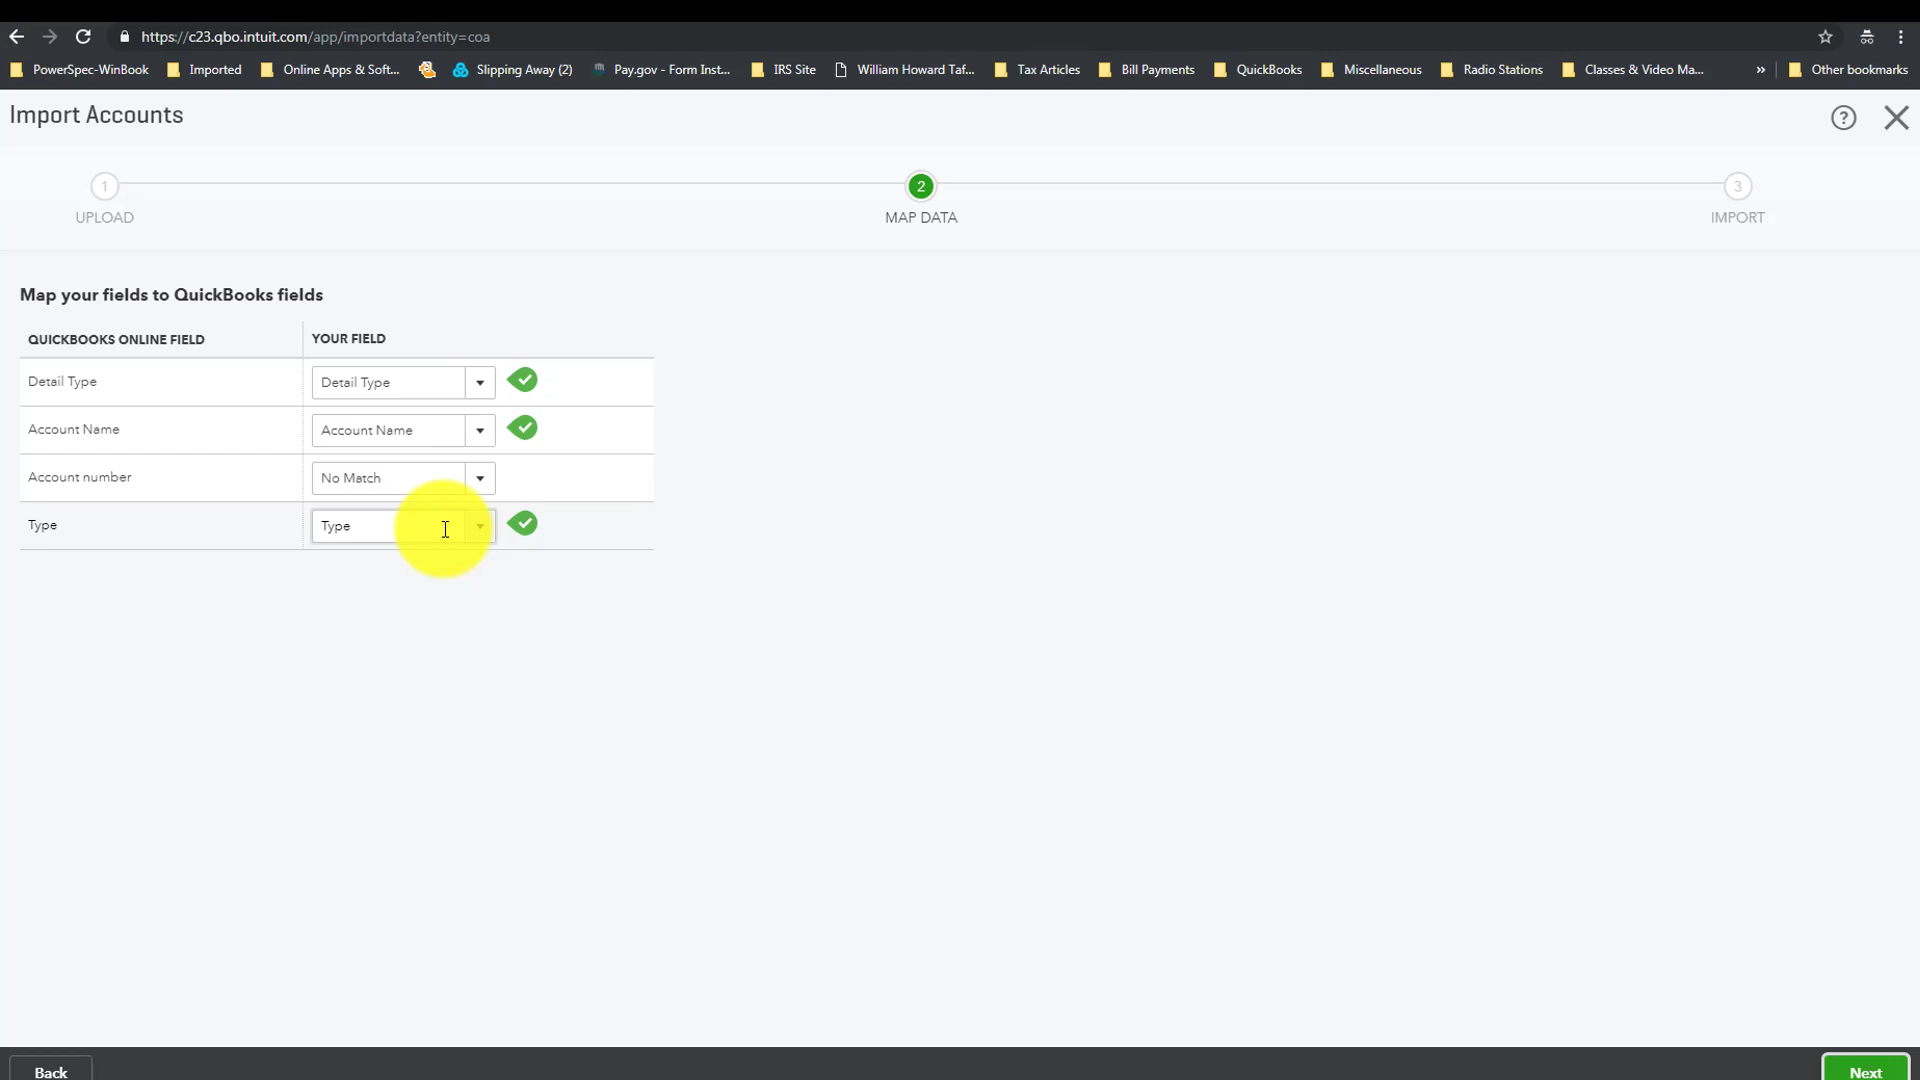 https://c23.qbo.intuit.com/app/importdata?entity=coa
PowerSpec-WinBook Imported Online Apps & Soft... Slipping Away (2) Pay.gov - Form Inst... IRS Site William Howard Taf... Tax Articles Bill Payments QuickBooks Miscellaneous Radio Stations Classes & Video Ma... » Other bookmarks
Import Accounts
?
1 2 3
UPLOAD MAP DATA IMPORT
Map your fields to QuickBooks fields
QUICKBOOKS ONLINE FIELD YOUR FIELD
Detail Type Detail Type
Account Name Account Name
Account number No Match
Type Type
Back Next